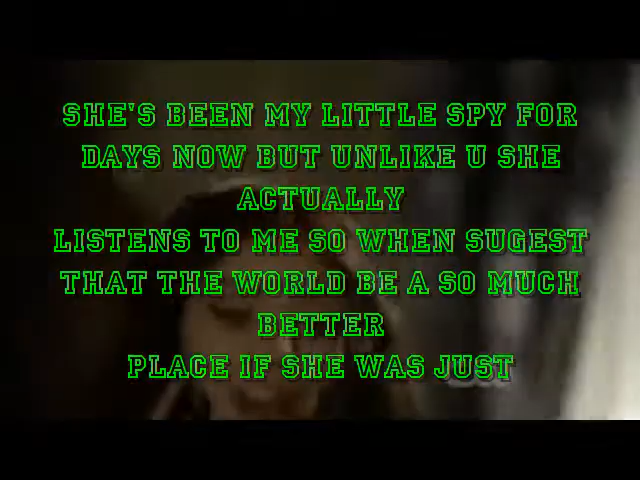 SHE'S BEEN MY LITTLE SPY FOR
DAYS NOW BUT UNLIKE U SHE
ACTUALLY
LISTENS TO ME SO WHEN SUGEST
THAT THE WORLD BE A SO MUCH
BETTER
PLACE IF SHE WAS JUST